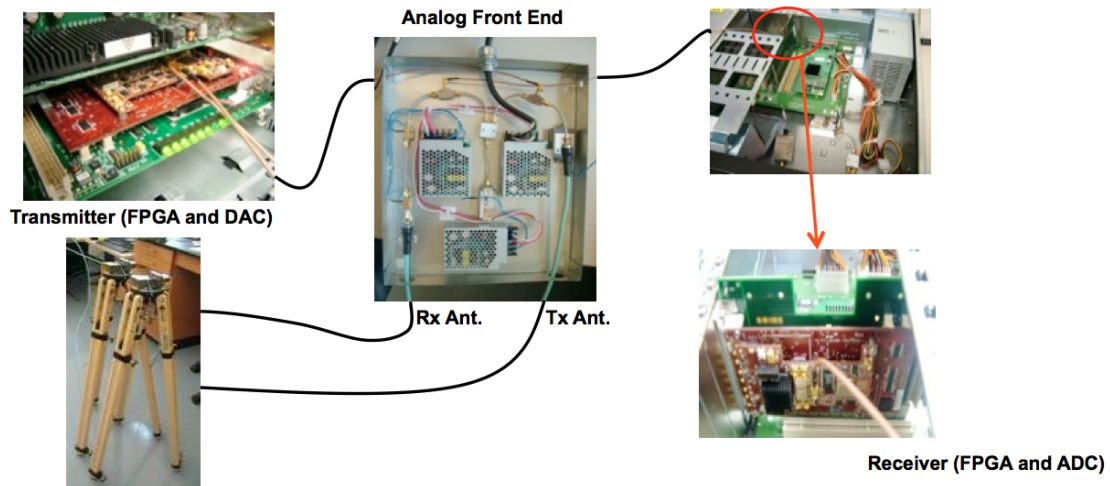 Analog Front End
Transmitter (FPGA and DAC)
Rx Ant.
Tx Ant.
Receiver (FPGA and ADC)